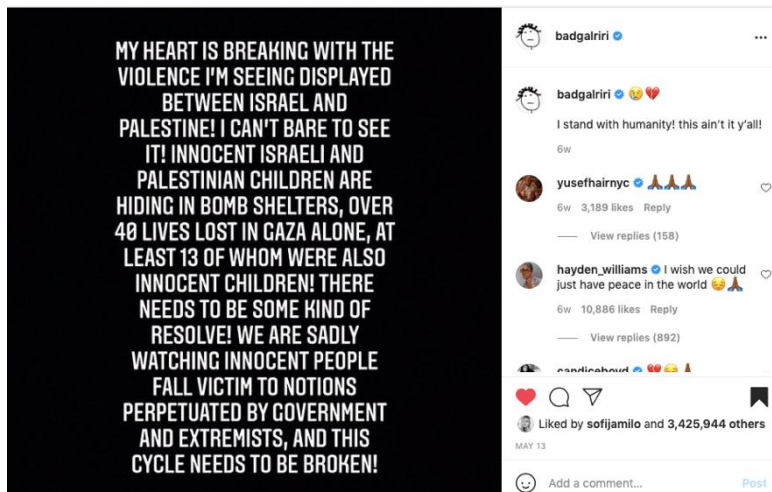 MY HEART IS BREAKING WITH THE
VIOLENCE I'M SEEING DISPLAYED
BETWEEN ISRAEL AND
PALESTINE! I CAN'T BARE TO SEE
IT! INNOCENT ISRAELI AND
PALESTINIAN CHILDREN ARE
HIDING IN BOMB SHELTERS, OVER
40 LIVES LOST IN GAZA ALONE, AT
LEAST 13 OF WHOM WERE ALSO
INNOCENT CHILDREN! THERE
NEEDS TO BE SOME KIND OF
RESOLVE! WE ARE SADLY
WATCHING INNOCENT PEOPLE
FALL VICTIM TO NOTIONS
PERPETUATED BY GOVERNMENT
AND EXTREMISTS, AND THIS
CYCLE NEEDS TO BE BROKEN!
badgalriri
badgalriri 😢💔
I stand with humanity! this ain't it y'all!
6w
yusefhairnyc 🙏🏾🙏🏾🙏🏾
6w 3,189 likes Reply
View replies (158)
hayden_williams I wish we could
just have peace in the world 😔🙏🏾
6w 10,886 likes Reply
View replies (892)
candiceboyd 💔😔🙏🏾
Liked by sofijamilo and 3,425,944 others
MAY 13
Add a comment... Post